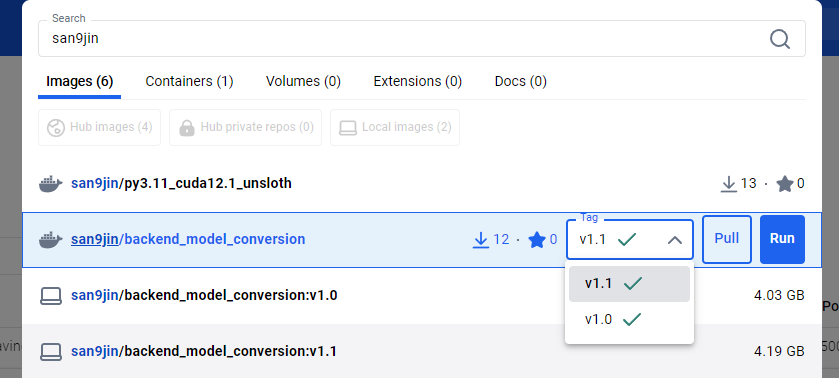 Search
san9jin
Images (6) Containers (1) Volumes (0) Extensions (0) Docs (0)
Hub images (4) Hub private repos (0) Local images (2)
san9jin/py3.11_cuda12.1_unsloth 13 · 0
Tag
san9jin/backend_model_conversion 12 · 0 v1.1 Pull Run
v1.1
san9jin/backend_model_conversion:v1.0 4.03 GB
v1.0
san9jin/backend_model_conversion:v1.1 4.19 GB